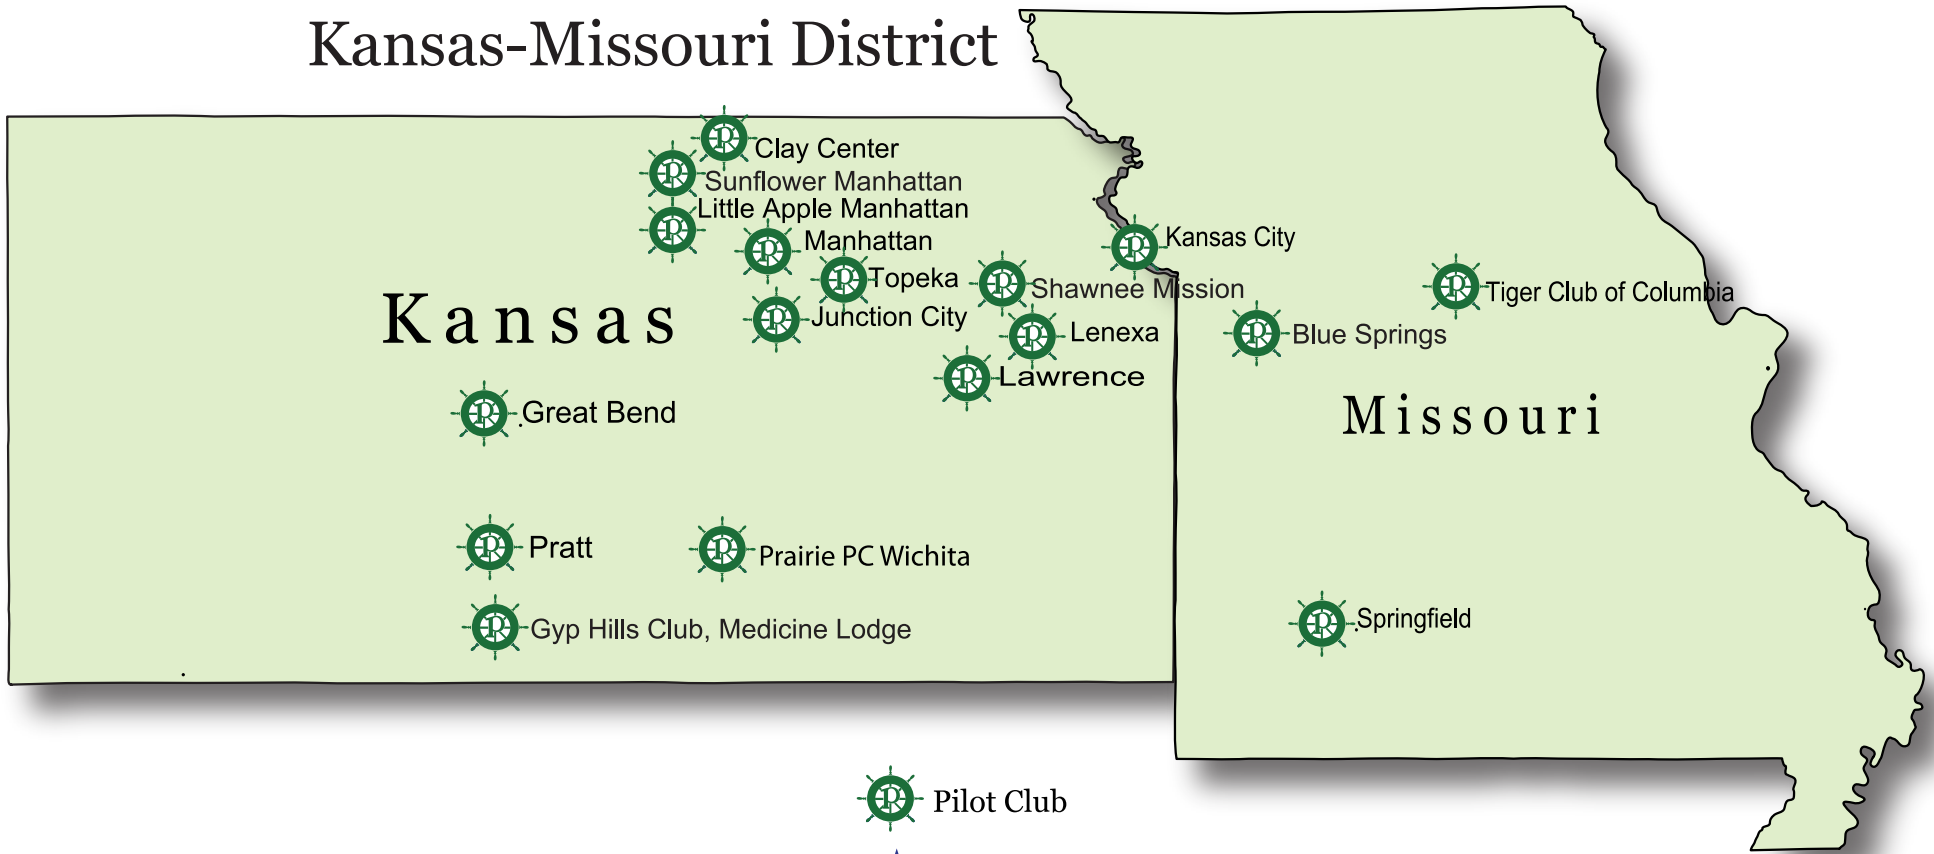 Kansas-Missouri District
Clay Center
Sunflower Manhattan
Little Apple Manhattan
Manhattan
Kansas City
Topeka
Shawnee Mission
Tiger Club of Columbia
Kansas
Junction City
Lenexa
Blue Springs
Lawrence
Great Bend
Missouri
Pratt
Prairie PC Wichita
Gyp Hills Club, Medicine Lodge
Springfield
Pilot Club